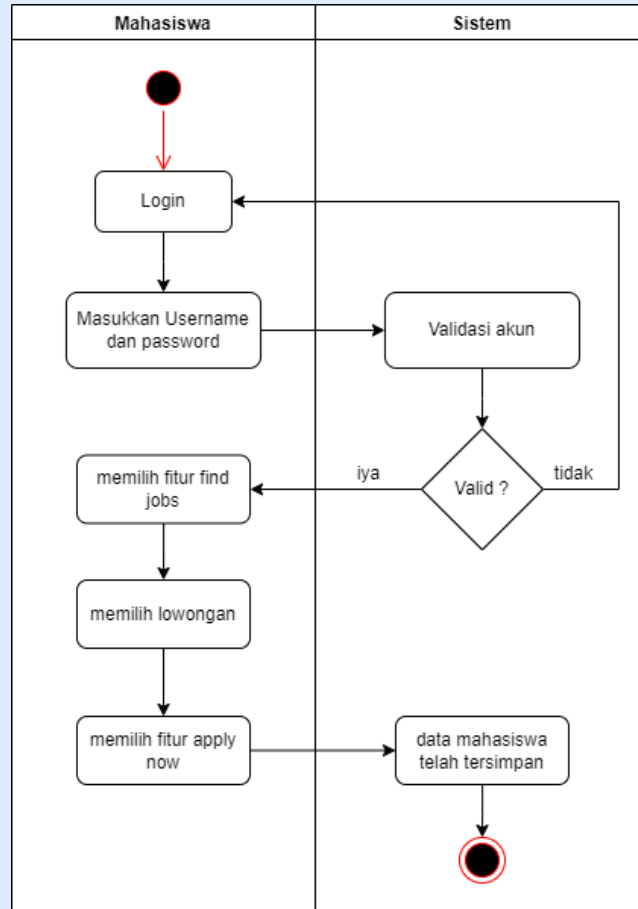 Mahasiswa
Sistem
Login
Masukkan Username
dan password
Validasi akun
Valid ?
iya
tidak
memilih fitur find
jobs
memilih lowongan
memilih fitur apply
now
data mahasiswa
telah tersimpan